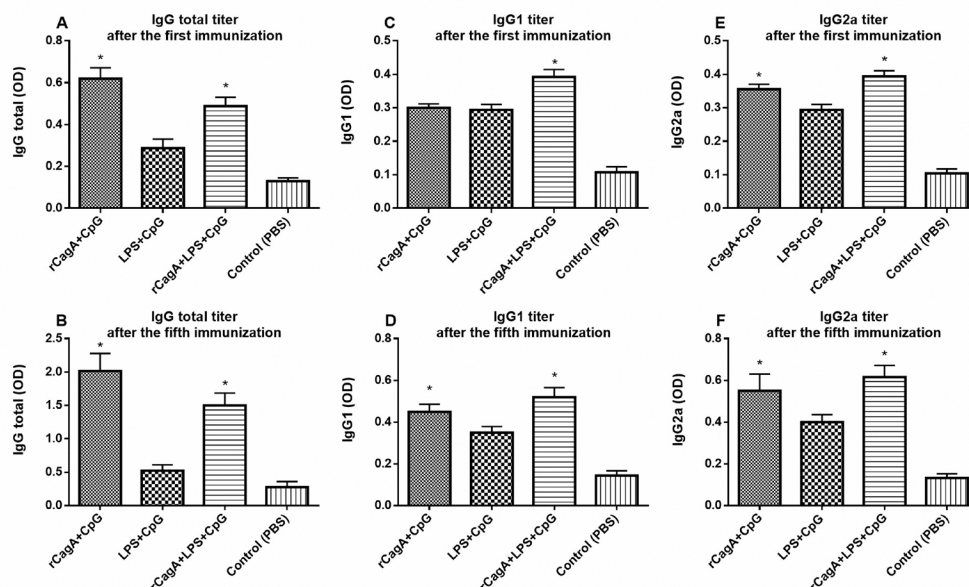 A
IgG total titer
after the first immunization
IgG total (OD)
0.8
0.6
0.4
0.2
0.0
*
*
rCagA+CpG
LPS+CpG
rCagA+LPS+CpG
Control (PBS)
C
IgG1 titer
after the first immunization
IgG1 (OD)
0.5
0.4
0.3
0.2
0.1
0.0
*
rCagA+CpG
LPS+CpG
rCagA+LPS+CpG
Control (PBS)
E
IgG2a titer
after the first immunization
IgG2a (OD)
0.5
0.4
0.3
0.2
0.1
0.0
*
*
rCagA+CpG
LPS+CpG
rCagA+LPS+CpG
Control (PBS)
B
IgG total titer
after the fifth immunization
IgG total (OD)
2.5
2.0
1.5
1.0
0.5
0.0
*
*
rCagA+CpG
LPS+CpG
rCagA+LPS+CpG
Control (PBS)
D
IgG1 titer
after the fifth immunization
IgG1 (OD)
0.8
0.6
0.4
0.2
0.0
*
*
rCagA+CpG
LPS+CpG
rCagA+LPS+CpG
Control (PBS)
F
IgG2a titer
after the fifth immunization
IgG2a (OD)
0.8
0.6
0.4
0.2
0.0
*
*
rCagA+CpG
LPS+CpG
rCagA+LPS+CpG
Control (PBS)